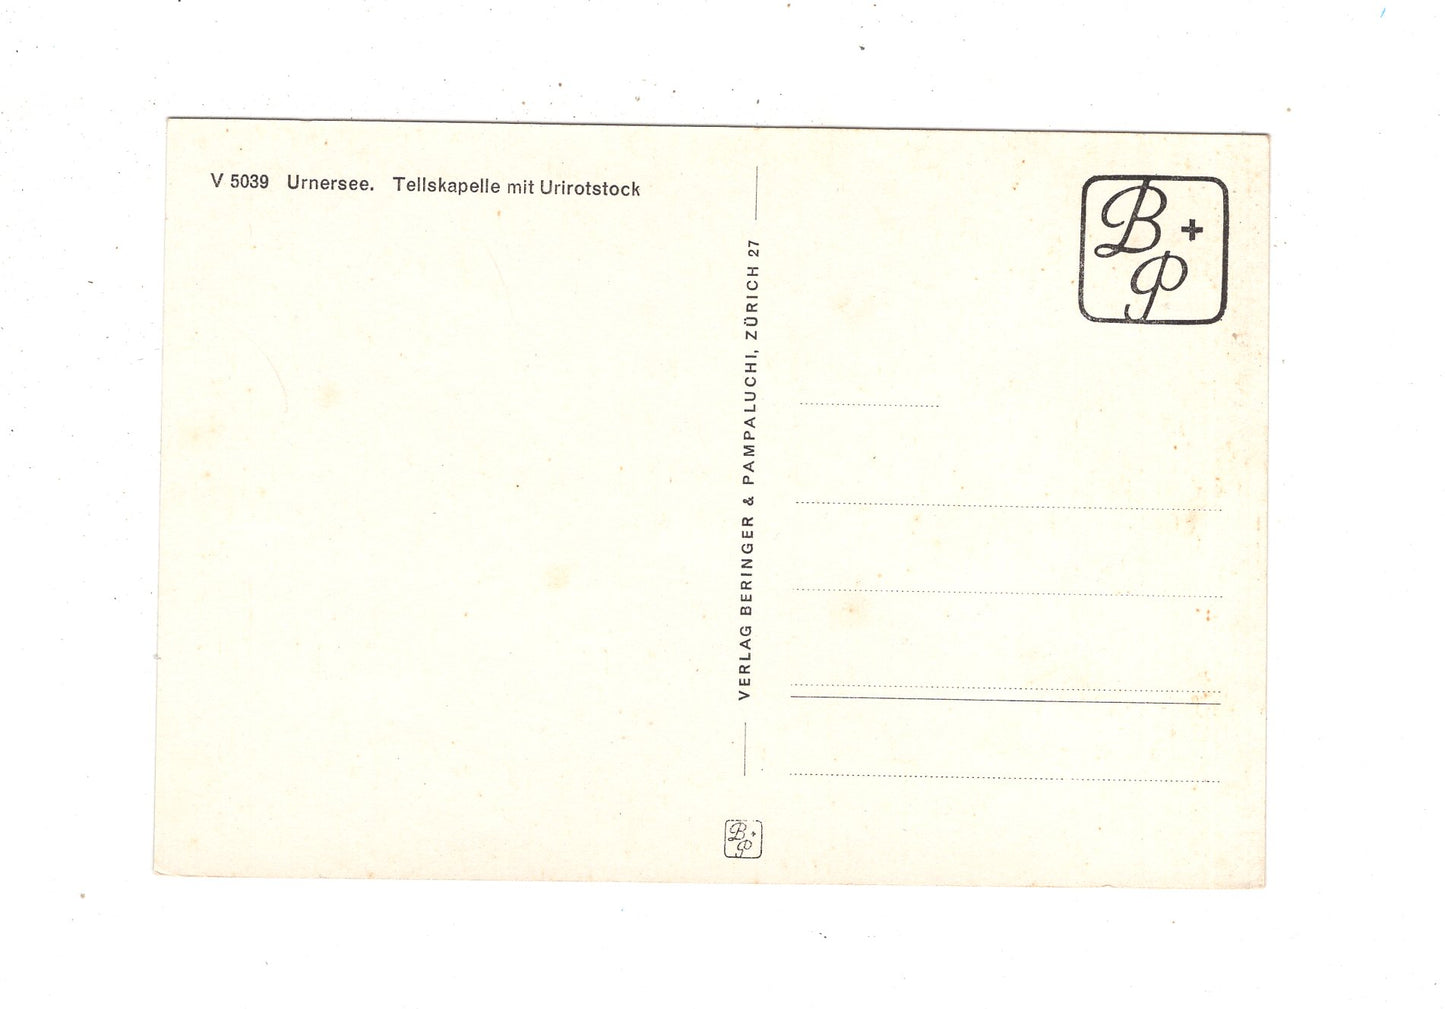 V 5039 Urnersee. Tellskapelle mit Urirotstock
B +
P
VERLAG BERINGER & PAMPALUCHI, ZÜRICH 27
B +
P